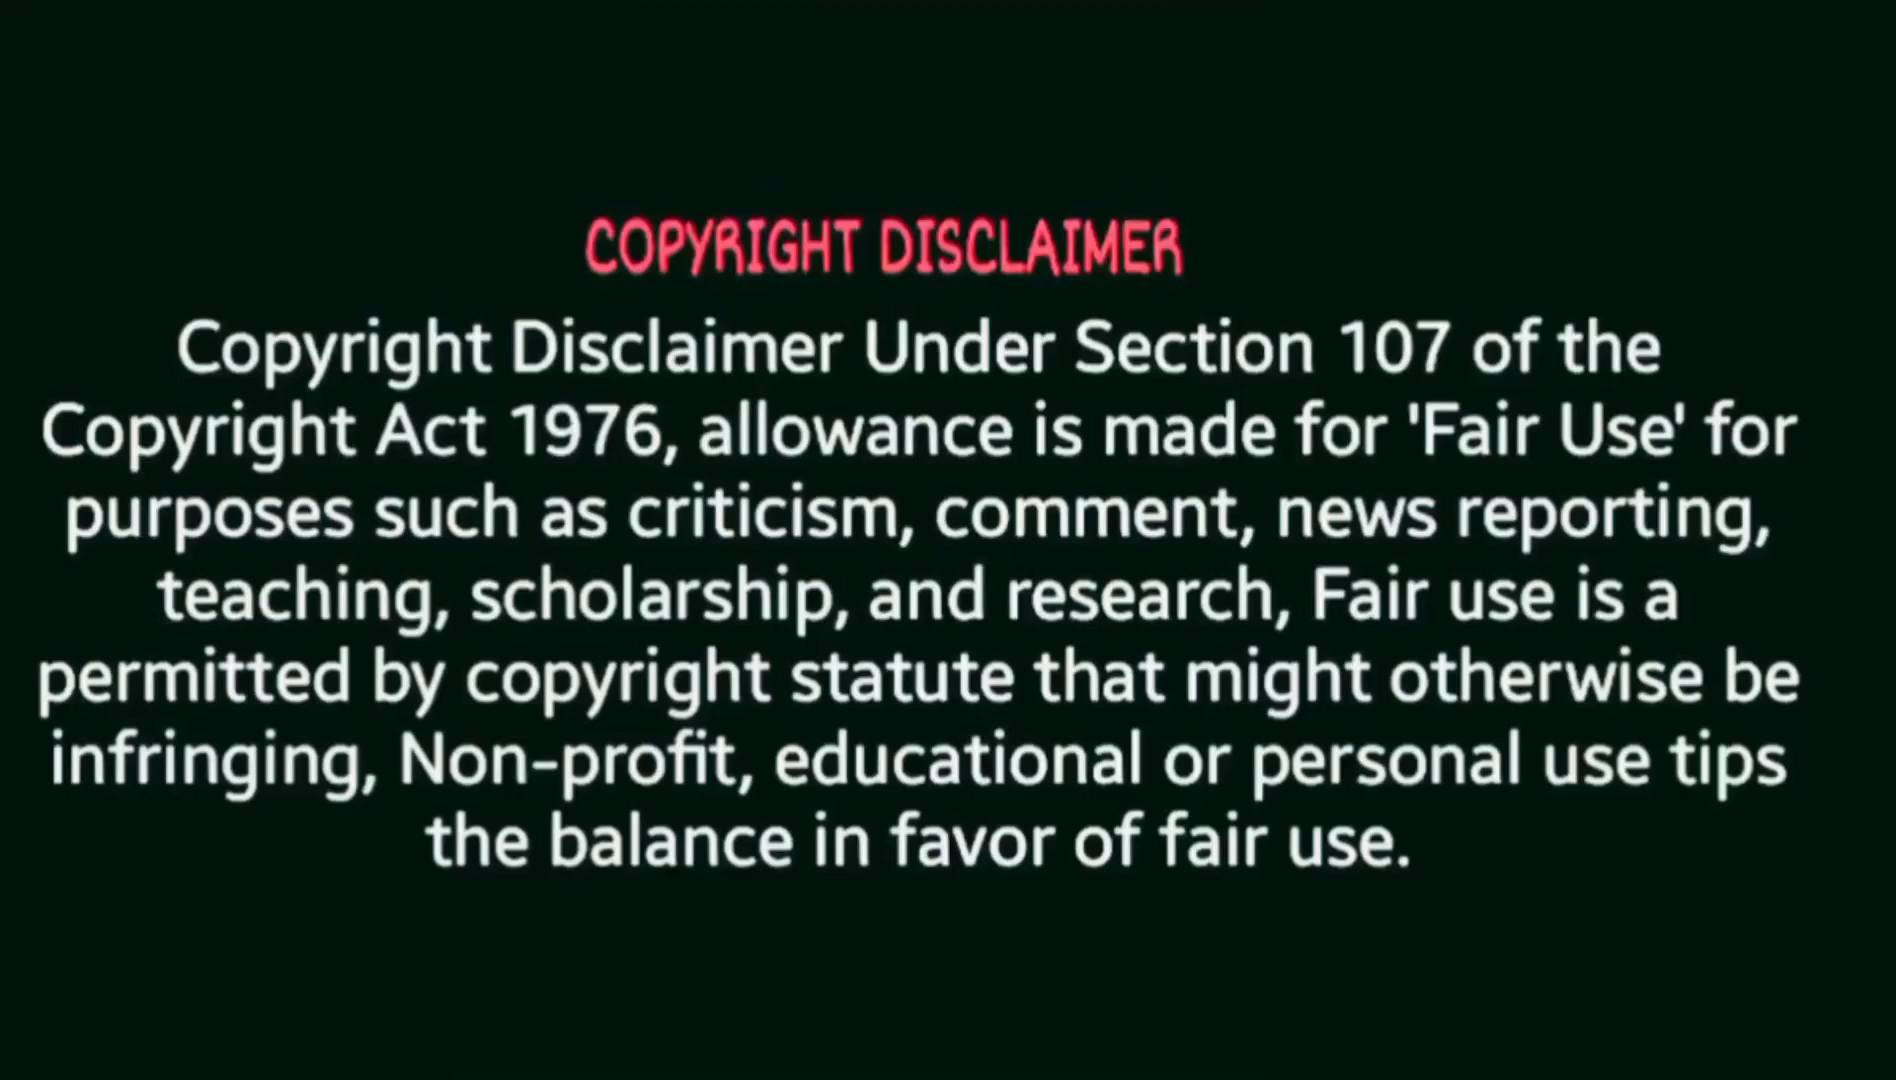 COPYRIGHT DISCLAIMER
Copyright Disclaimer Under Section 107 of the
Copyright Act 1976, allowance is made for 'Fair Use' for
purposes such as criticism, comment, news reporting,
teaching, scholarship, and research, Fair use is a
permitted by copyright statute that might otherwise be
infringing, Non-profit, educational or personal use tips
the balance in favor of fair use.